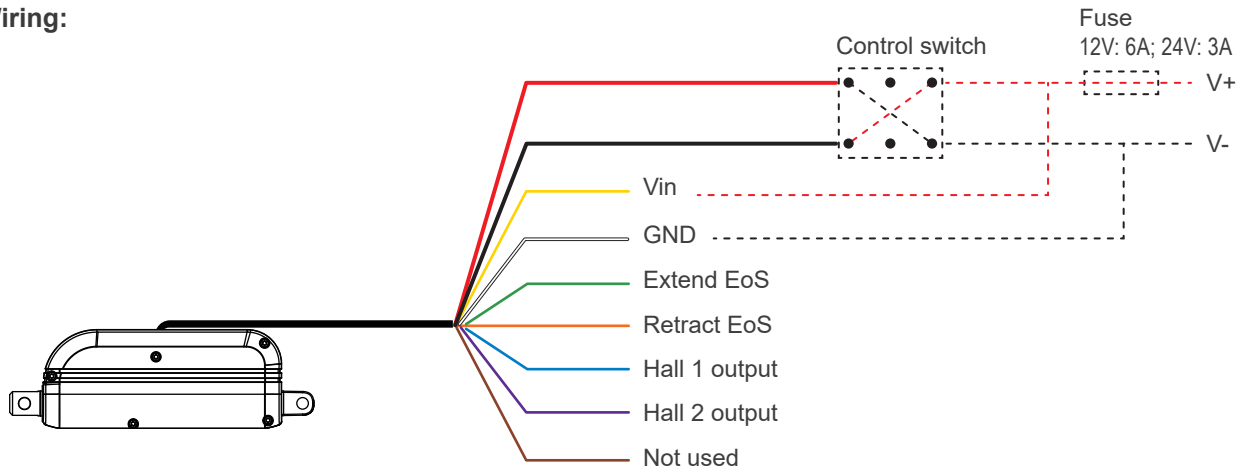 Wiring:
Fuse
12V: 6A; 24V: 3A
Control switch
V+
V-
Vin
GND
Extend EoS
Retract EoS
Hall 1 output
Hall 2 output
Not used